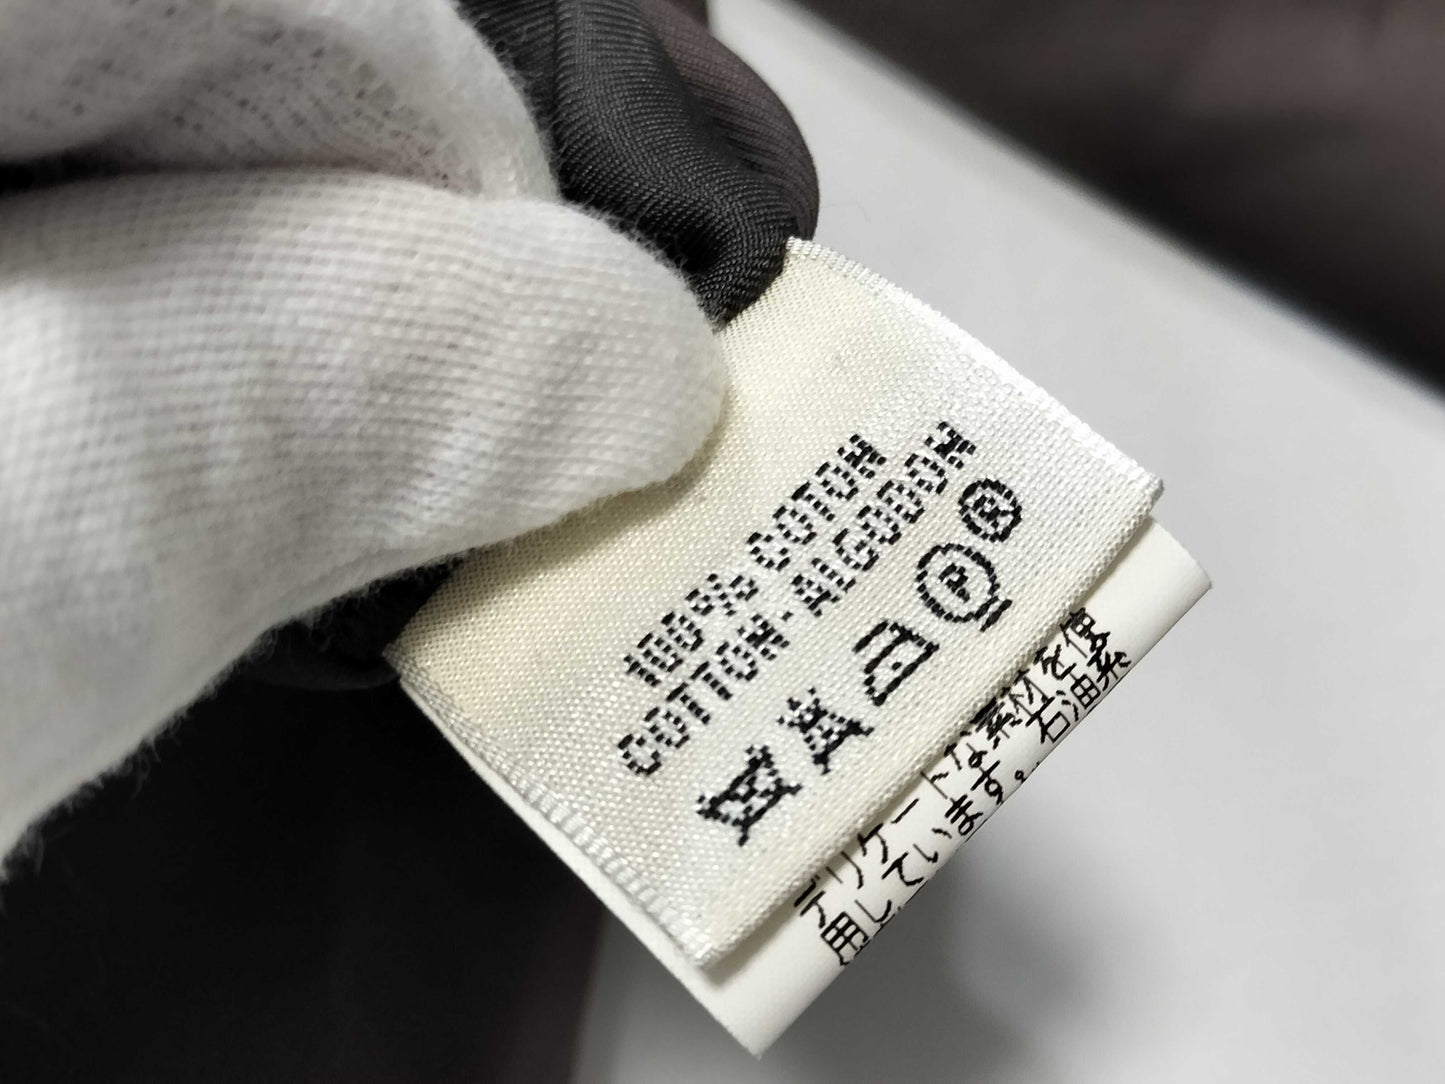 100% COTON
COTTON-ALGODON
P
®
デリケートな素材を使
用しています。石油系